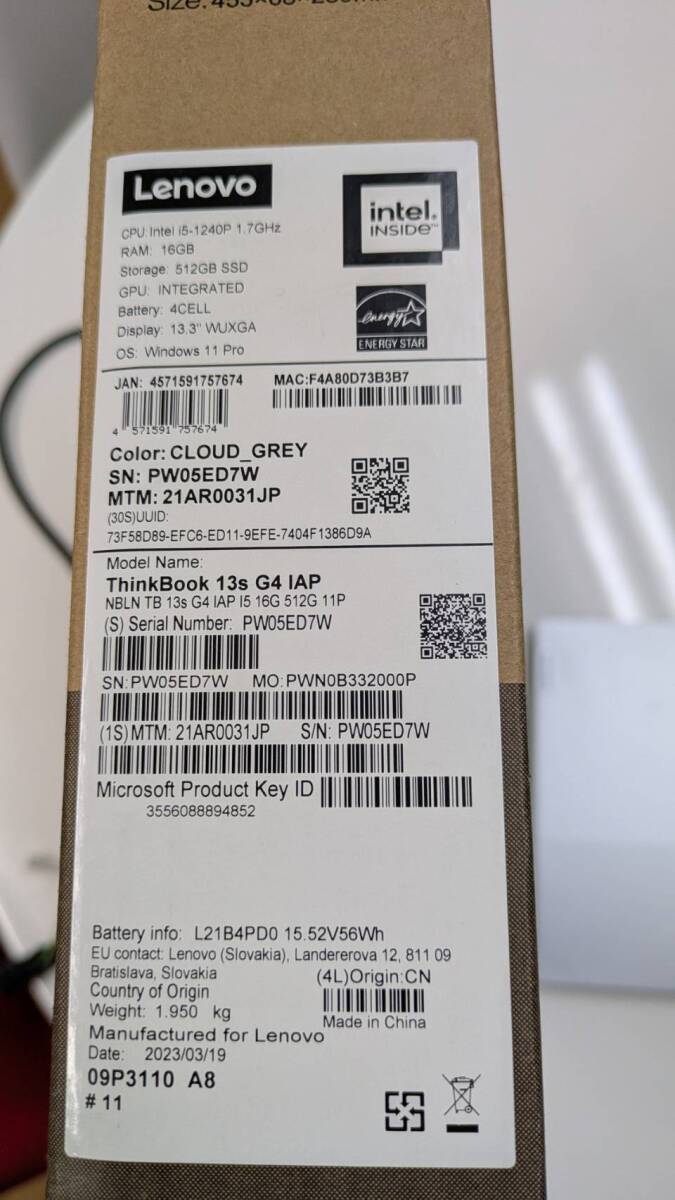 Lenovo
intel.
INSIDE™
CPU: Intel i5-1240P 1.7GHz
RAM: 16GB
Storage: 512GB SSD
GPU: INTEGRATED
Battery: 4CELL
Display: 13.3" WUXGA
OS: Windows 11 Pro
energy
ENERGY STAR
JAN: 4571591757674
MAC:F4A80D73B3B7
4 571591 757674
Color: CLOUD_GREY
SN: PW05ED7W
MTM: 21AR0031JP
(30S)UUID:
73F58D89-EFC6-ED11-9EFE-7404F1386D9A
Model Name:
ThinkBook 13s G4 IAP
NBLN TB 13s G4 IAP I5 16G 512G 11P
(S) Serial Number: PW05ED7W
SN:PW05ED7W MO:PWN0B332000P
(1S)MTM: 21AR0031JP S/N: PW05ED7W
Microsoft Product Key ID
3556088894852
Battery info: L21B4PD0 15.52V56Wh
EU contact: Lenovo (Slovakia), Landererova 12, 811 09
Bratislava, Slovakia
(4L)Origin:CN
Country of Origin
Weight: 1.950 kg
Made in China
Manufactured for Lenovo
Date: 2023/03/19
09P3110 A8
# 11